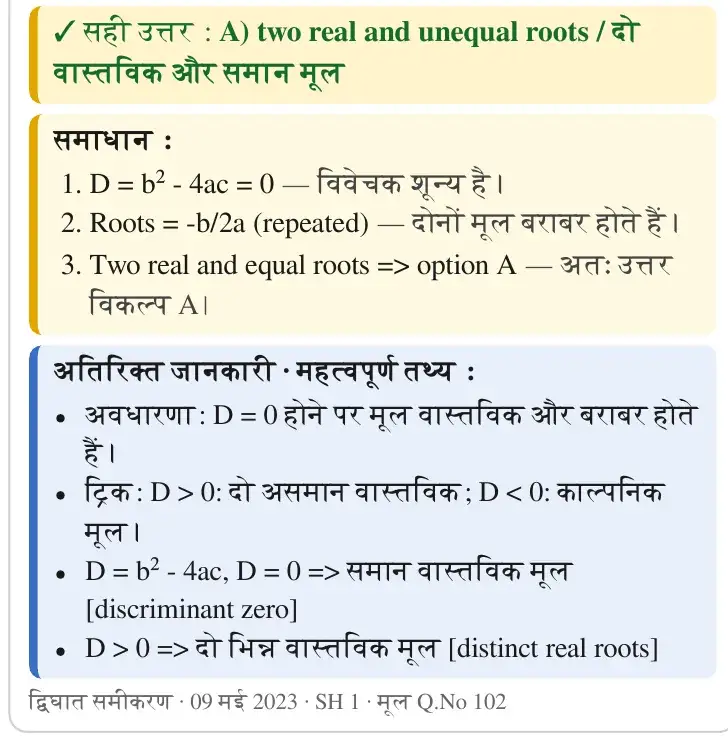 ✓ सही उत्तर : A) two real and unequal roots / दो
वास्तविक और समान मूल
समाधान :
1. D = b² - 4ac = 0 — विवेचक शून्य है।
2. Roots = -b/2a (repeated) — दोनों मूल बराबर होते हैं।
3. Two real and equal roots => option A — अतः उत्तर
विकल्प A।
अतिरिक्त जानकारी · महत्वपूर्ण तथ्य :
• अवधारणा : D = 0 होने पर मूल वास्तविक और बराबर होते
हैं।
• ट्रिक : D > 0: दो असमान वास्तविक ; D < 0: काल्पनिक
मूल।
• D = b² - 4ac, D = 0 => समान वास्तविक मूल
[discriminant zero]
• D > 0 => दो भिन्न वास्तविक मूल [distinct real roots]
द्विघात समीकरण · 09 मई 2023 · SH 1 · मूल Q.No 102